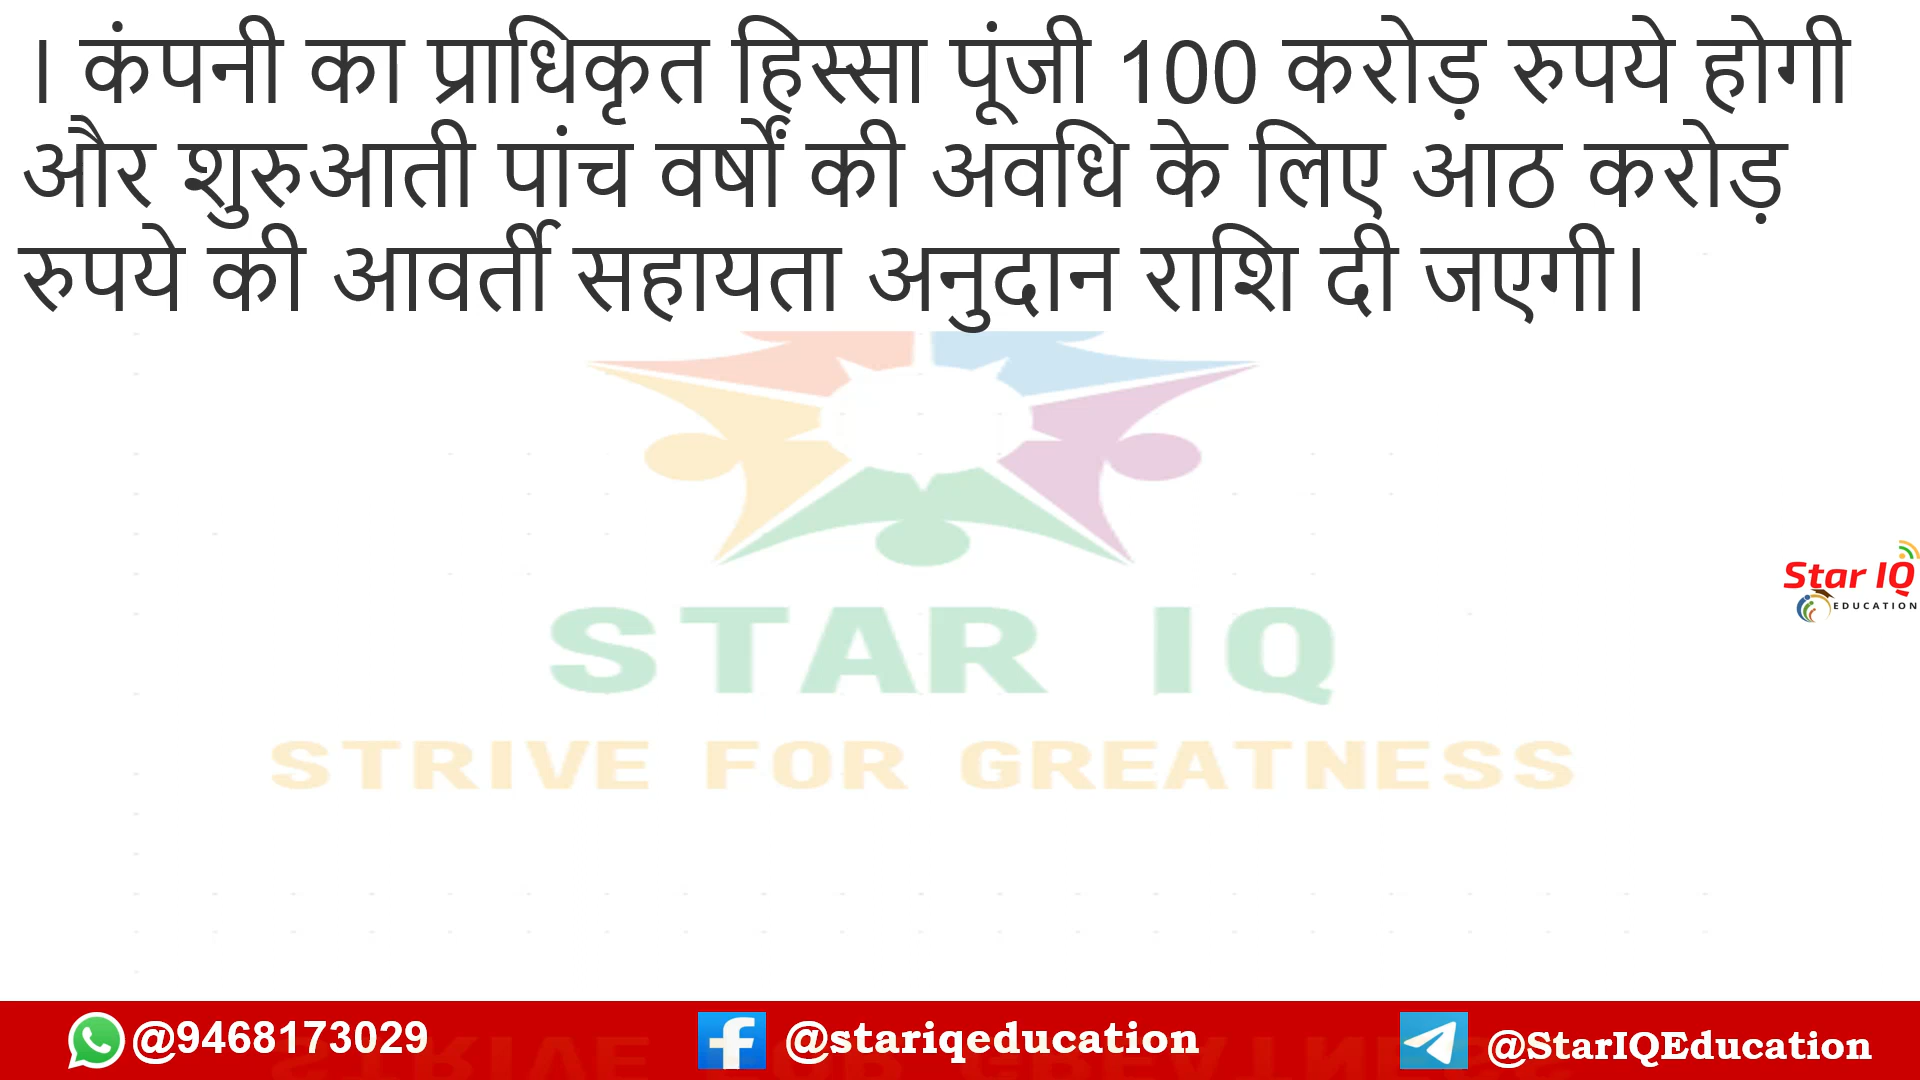 । कंपनी का प्राधिकृत हिस्सा पूंजी 100 करोड़ रुपये होगी
और शुरुआती पांच वर्षों की अवधि के लिए आठ करोड़
रुपये की आवर्ती सहायता अनुदान राशि दी जएगी।
STAR IQ
STRIVE FOR GREATNESS
Star IQ
EDUCATION
@9468173029
@stariqeducation
@StarIQEducation